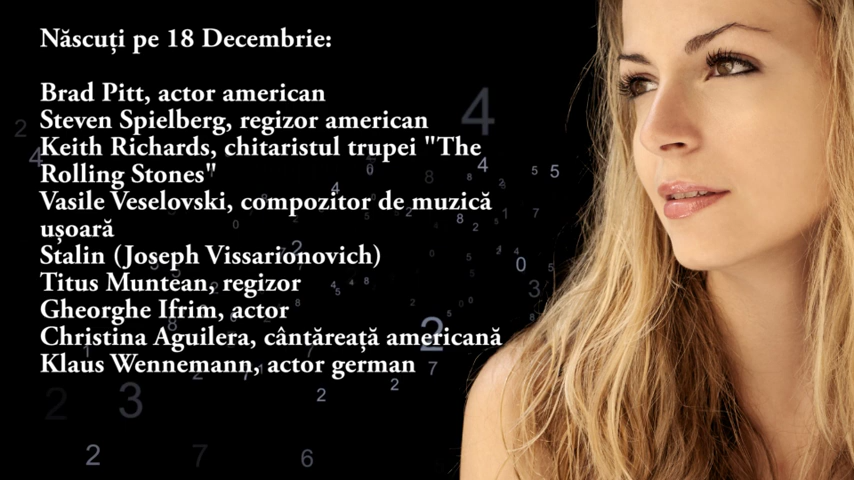 Născuți pe 18 Decembrie:
Brad Pitt, actor american
Steven Spielberg, regizor american
Keith Richards, chitaristul trupei "The
Rolling Stones"
Vasile Veselovski, compozitor de muzică
ușoară
Stalin (Joseph Vissarionovich)
Titus Muntean, regizor
Gheorghe Ifrim, actor
Christina Aguilera, cântăreață americană
Klaus Wennemann, actor german